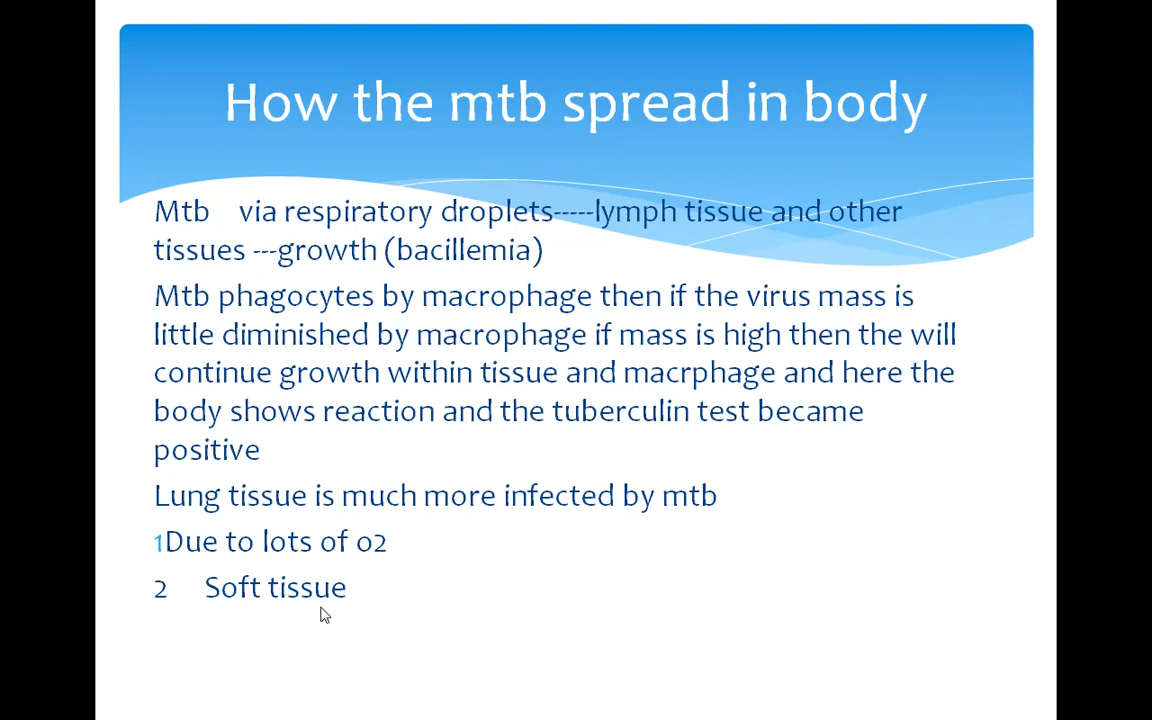 How the mtb spread in body
Mtb via respiratory droplets-----lymph tissue and other
tissues ---growth (bacillemia)
Mtb phagocytes by macrophage then if the virus mass is
little diminished by macrophage if mass is high then the will
continue growth within tissue and macrphage and here the
body shows reaction and the tuberculin test became
positive
Lung tissue is much more infected by mtb
1Due to lots of o2
2 Soft tissue